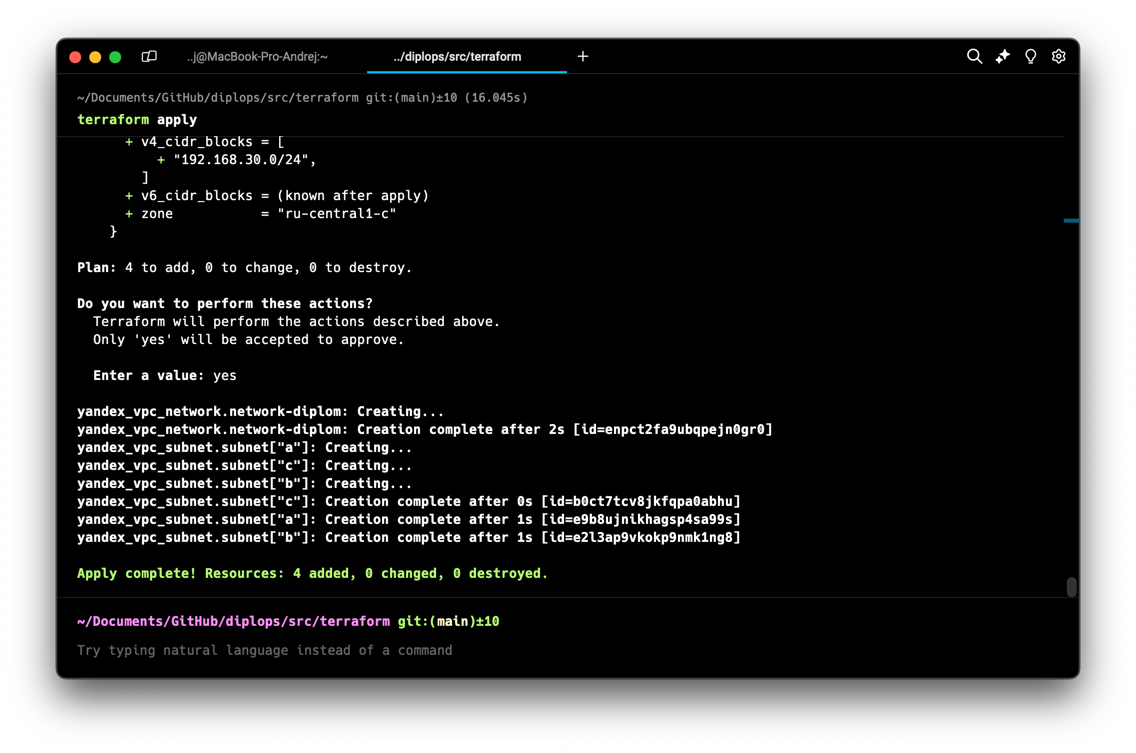 ..j@MacBook-Pro-Andrej:~
../diplops/src/terraform
+
~/Documents/GitHub/diplops/src/terraform git:(main)±10 (16.045s)
terraform apply
      + v4_cidr_blocks = [
          + "192.168.30.0/24",
        ]
      + v6_cidr_blocks = (known after apply)
      + zone           = "ru-central1-c"
    }
Plan: 4 to add, 0 to change, 0 to destroy.
Do you want to perform these actions?
  Terraform will perform the actions described above.
  Only 'yes' will be accepted to approve.
  Enter a value: yes
yandex_vpc_network.network-diplom: Creating...
yandex_vpc_network.network-diplom: Creation complete after 2s [id=enpct2fa9ubqpejn0gr0]
yandex_vpc_subnet.subnet["a"]: Creating...
yandex_vpc_subnet.subnet["c"]: Creating...
yandex_vpc_subnet.subnet["b"]: Creating...
yandex_vpc_subnet.subnet["c"]: Creation complete after 0s [id=b0ct7tcv8jkfqpa0abhu]
yandex_vpc_subnet.subnet["a"]: Creation complete after 1s [id=e9b8ujnikhagsp4sa99s]
yandex_vpc_subnet.subnet["b"]: Creation complete after 1s [id=e2l3ap9vkokp9nmk1ng8]
Apply complete! Resources: 4 added, 0 changed, 0 destroyed.
~/Documents/GitHub/diplops/src/terraform git:(main)±10
Try typing natural language instead of a command